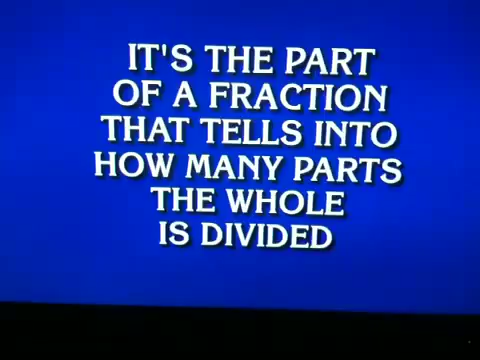 IT'S THE PART
OF A FRACTION
THAT TELLS INTO
HOW MANY PARTS
THE WHOLE
IS DIVIDED